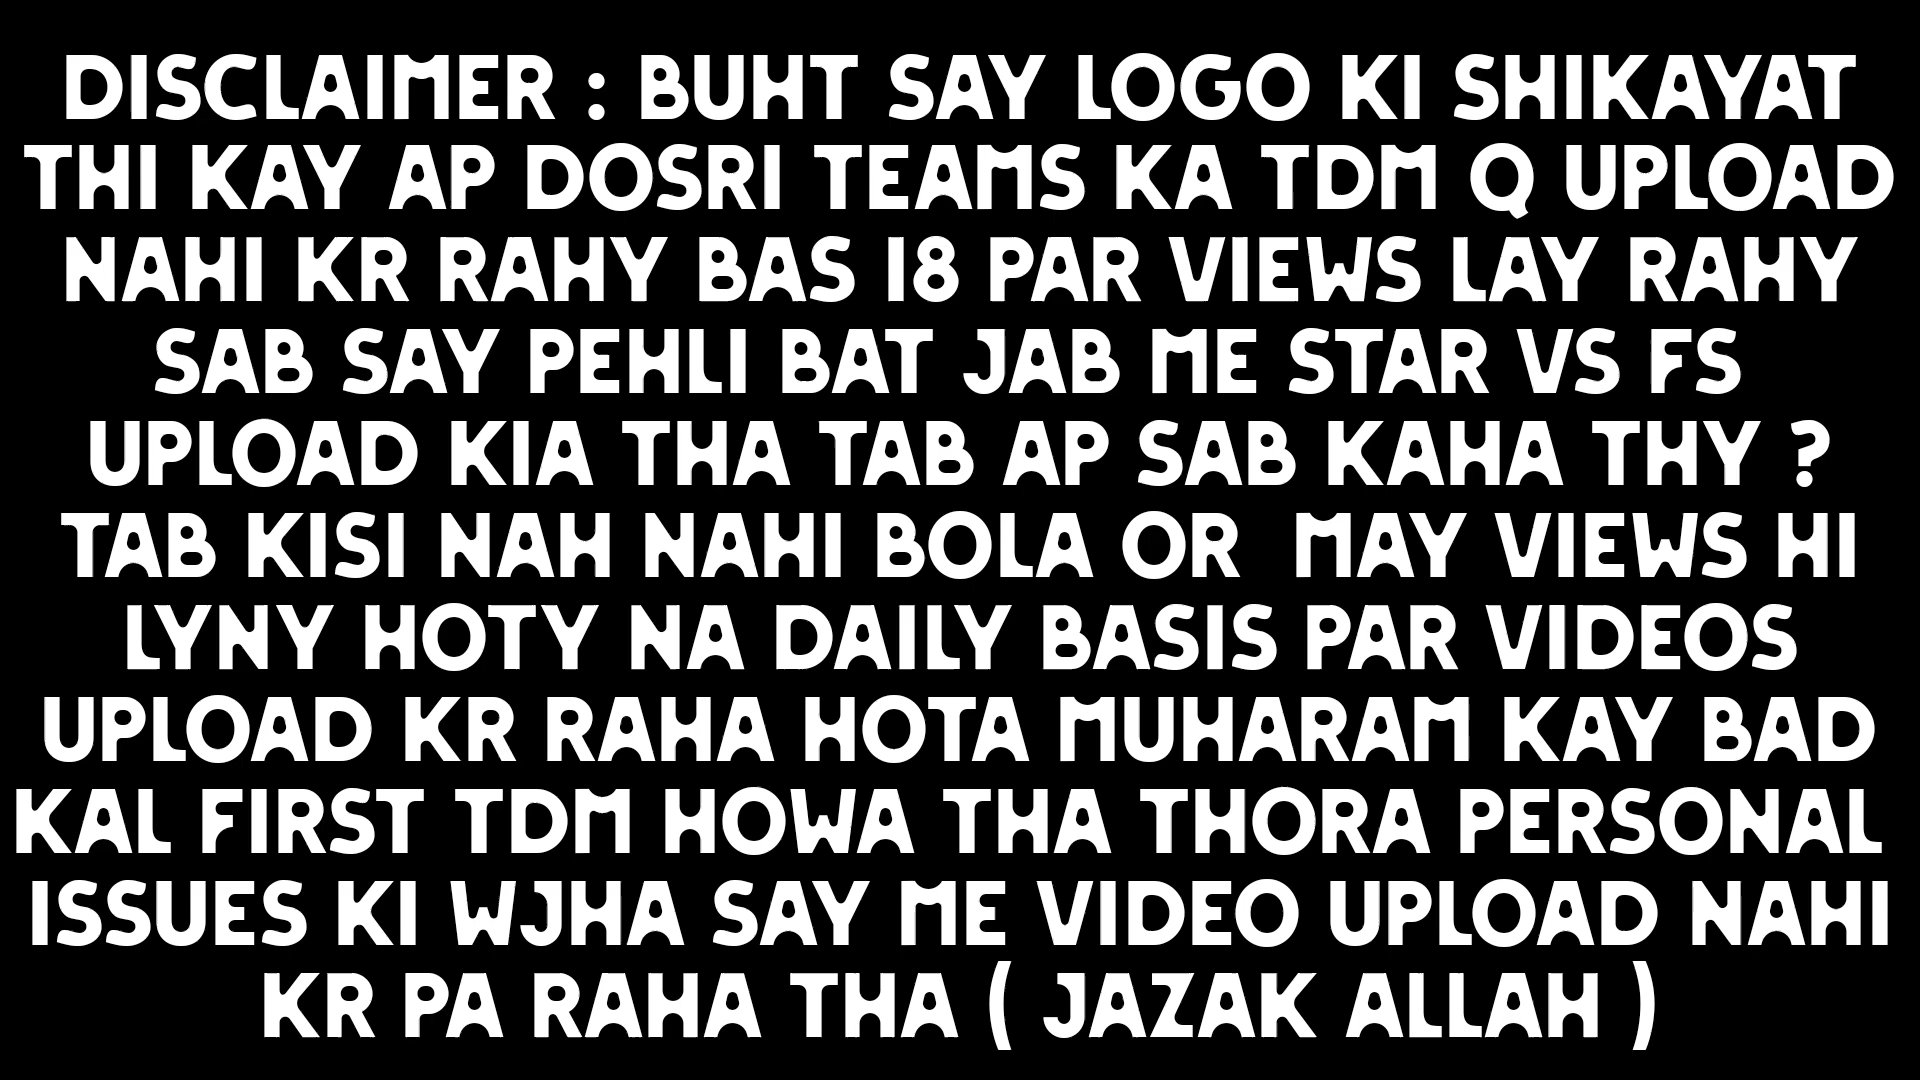 DISCLAIMER : BUHT SAY LOGO KI SHIKAYAT
THI KAY AP DOSRI TEAMS KA TDM Q UPLOAD
NAHI KR RAHY BAS 18 PAR VIEWS LAY RAHY
SAB SAY PEHLI BAT JAB ME STAR VS FS
UPLOAD KIA THA TAB AP SAB KAHA THY ?
TAB KISI NAH NAHI BOLA OR MAY VIEWS HI
LYNY HOTY NA DAILY BASIS PAR VIDEOS
UPLOAD KR RAHA HOTA MUHARAM KAY BAD
KAL FIRST TDM HOWA THA THORA PERSONAL
ISSUES KI WJHA SAY ME VIDEO UPLOAD NAHI
KR PA RAHA THA ( JAZAK ALLAH )